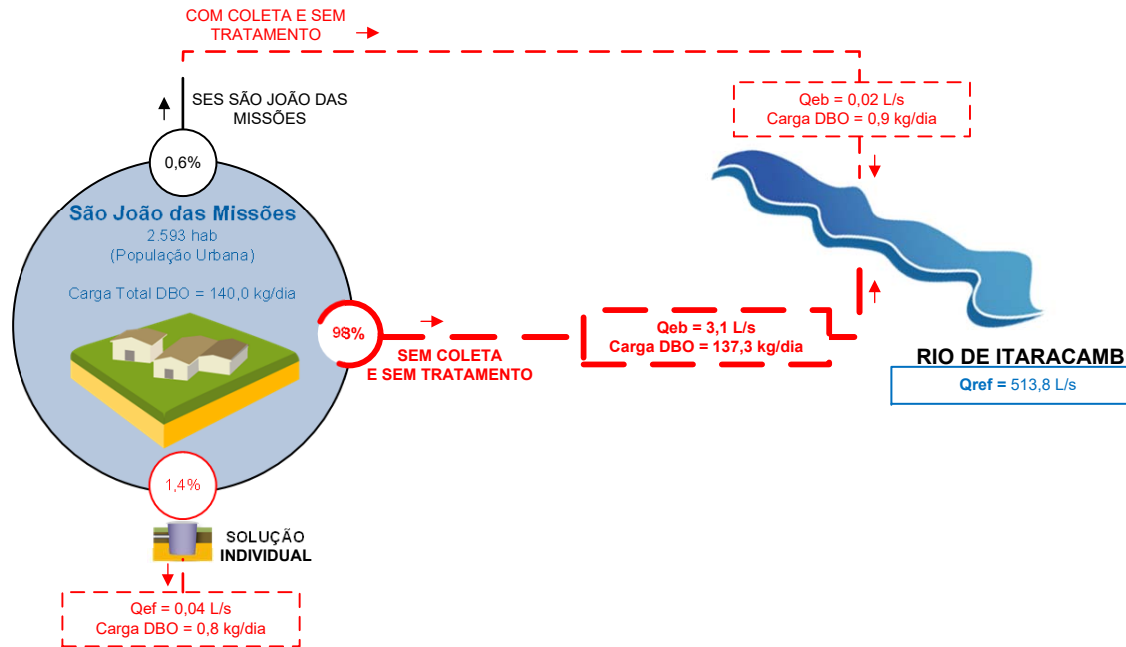 COM COLETA E SEM
TRATAMENTO
SES SÃO JOÃO DAS
MISSÕES
0,6%
Qeb = 0,02 L/s
Carga DBO = 0,9 kg/dia
São João das Missões
2.593 hab
(População Urbana)
Carga Total DBO = 140,0 kg/dia
98%
SEM COLETA
E SEM TRATAMENTO
Qeb = 3,1 L/s
Carga DBO = 137,3 kg/dia
RIO DE ITARACAMB
Qref = 513,8 L/s
1,4%
SOLUÇÃO
INDIVIDUAL
Qef = 0,04 L/s
Carga DBO = 0,8 kg/dia